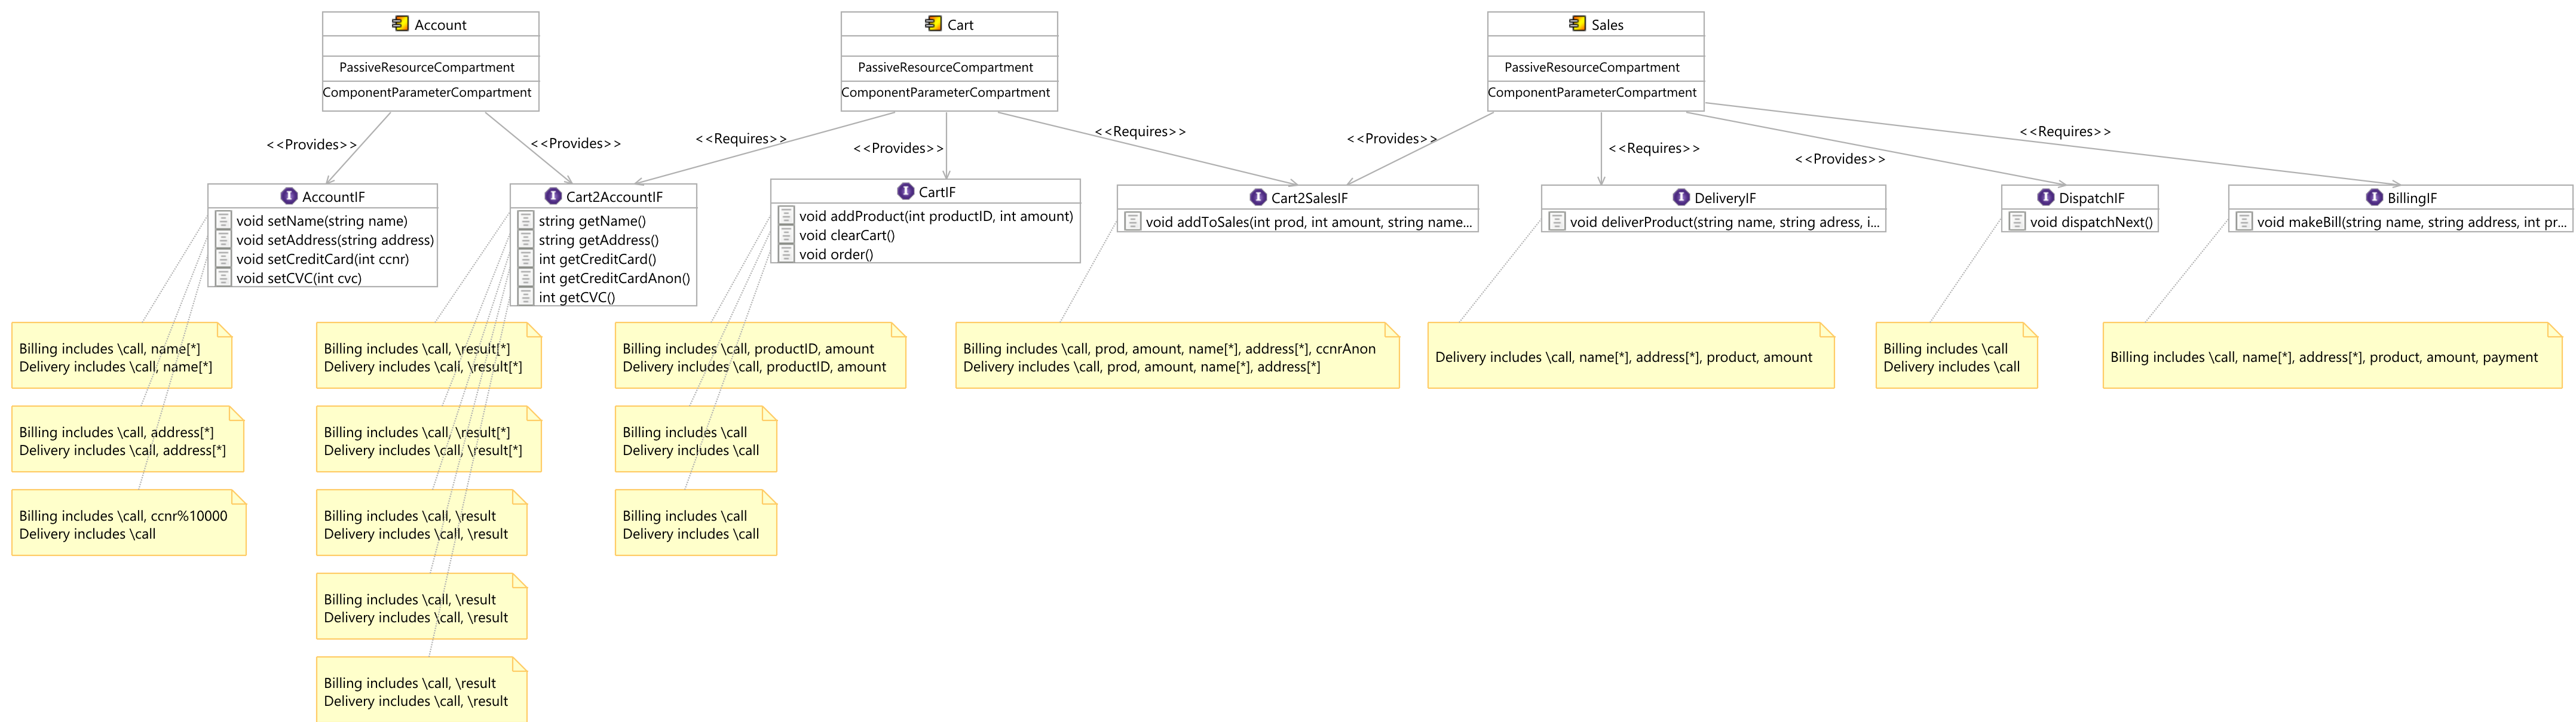 Account
PassiveResourceCompartment
ComponentParameterCompartment
Cart
PassiveResourceCompartment
ComponentParameterCompartment
Sales
PassiveResourceCompartment
ComponentParameterCompartment
<<Provides>>
<<Provides>>
<<Requires>>
<<Provides>>
<<Requires>>
<<Provides>>
<<Requires>>
<<Provides>>
<<Requires>>
AccountIF
void setName(string name)
void setAddress(string address)
void setCreditCard(int ccnr)
void setCVC(int cvc)
Cart2AccountIF
string getName()
string getAddress()
int getCreditCard()
int getCreditCardAnon()
int getCVC()
CartIF
void addProduct(int productID, int amount)
void clearCart()
void order()
Cart2SalesIF
void addToSales(int prod, int amount, string name...
DeliveryIF
void deliverProduct(string name, string adress, i...
DispatchIF
void dispatchNext()
BillingIF
void makeBill(string name, string address, int pr...
Billing includes \call, name[*]
Delivery includes \call, name[*]
Billing includes \call, address[*]
Delivery includes \call, address[*]
Billing includes \call, ccnr%10000
Delivery includes \call
Billing includes \call, \result[*]
Delivery includes \call, \result[*]
Billing includes \call, \result[*]
Delivery includes \call, \result[*]
Billing includes \call, \result
Delivery includes \call, \result
Billing includes \call, \result
Delivery includes \call, \result
Billing includes \call, \result
Delivery includes \call, \result
Billing includes \call, productID, amount
Delivery includes \call, productID, amount
Billing includes \call
Delivery includes \call
Billing includes \call
Delivery includes \call
Billing includes \call, prod, amount, name[*], address[*], ccnrAnon
Delivery includes \call, prod, amount, name[*], address[*]
Delivery includes \call, name[*], address[*], product, amount
Billing includes \call
Delivery includes \call
Billing includes \call, name[*], address[*], product, amount, payment